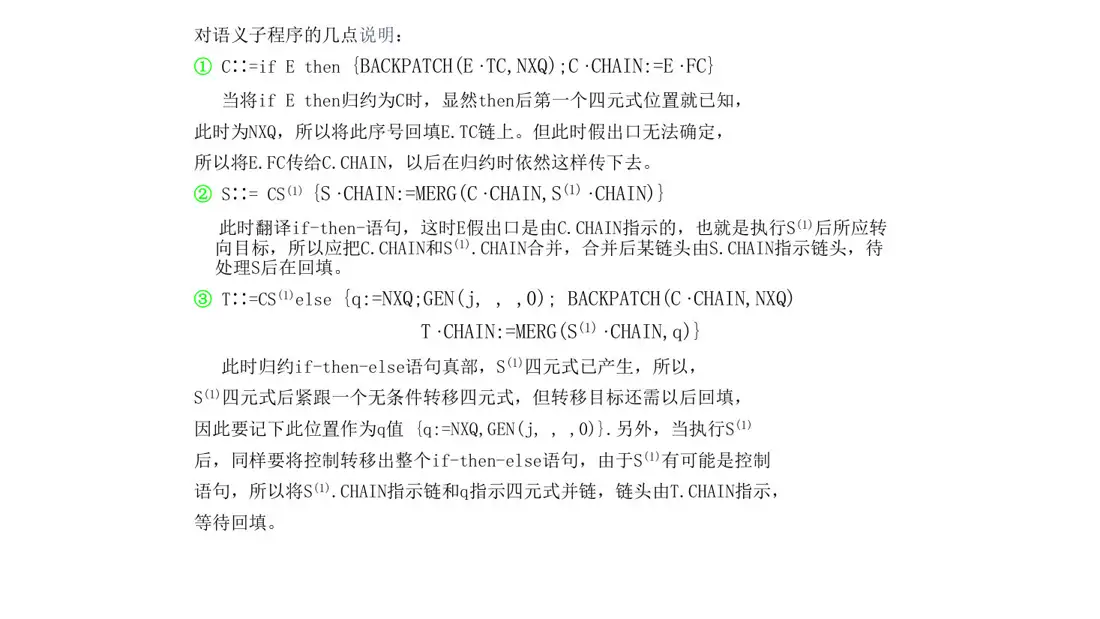 对语义子程序的几点说明:
① C::=if E then {BACKPATCH(E·TC,NXQ);C·CHAIN:=E·FC}
当将if E then归约为C时，显然then后第一个四元式位置就已知，
此时为NXQ，所以将此序号回填E.TC链上。但此时假出口无法确定，
所以将E.FC传给C.CHAIN，以后在归约时依然这样传下去。
② S::= CS⁽¹⁾ {S·CHAIN:=MERG(C·CHAIN,S⁽¹⁾·CHAIN)}
此时翻译if-then-语句，这时E假出口是由C.CHAIN指示的，也就是执行S⁽¹⁾后所应转
向目标，所以应把C.CHAIN和S⁽¹⁾.CHAIN合并，合并后某链头由S.CHAIN指示链头，待
处理S后在回填。
③ T::=CS⁽¹⁾else {q:=NXQ;GEN(j, , ,0); BACKPATCH(C·CHAIN,NXQ)
T·CHAIN:=MERG(S⁽¹⁾·CHAIN,q)}
此时归约if-then-else语句真部，S⁽¹⁾四元式已产生，所以，
S⁽¹⁾四元式后紧跟一个无条件转移四元式，但转移目标还需以后回填，
因此要记下此位置作为q值 {q:=NXQ,GEN(j, , ,0)}.另外，当执行S⁽¹⁾
后，同样要将控制转移出整个if-then-else语句，由于S⁽¹⁾有可能是控制
语句，所以将S⁽¹⁾.CHAIN指示链和q指示四元式并链，链头由T.CHAIN指示，
等待回填。